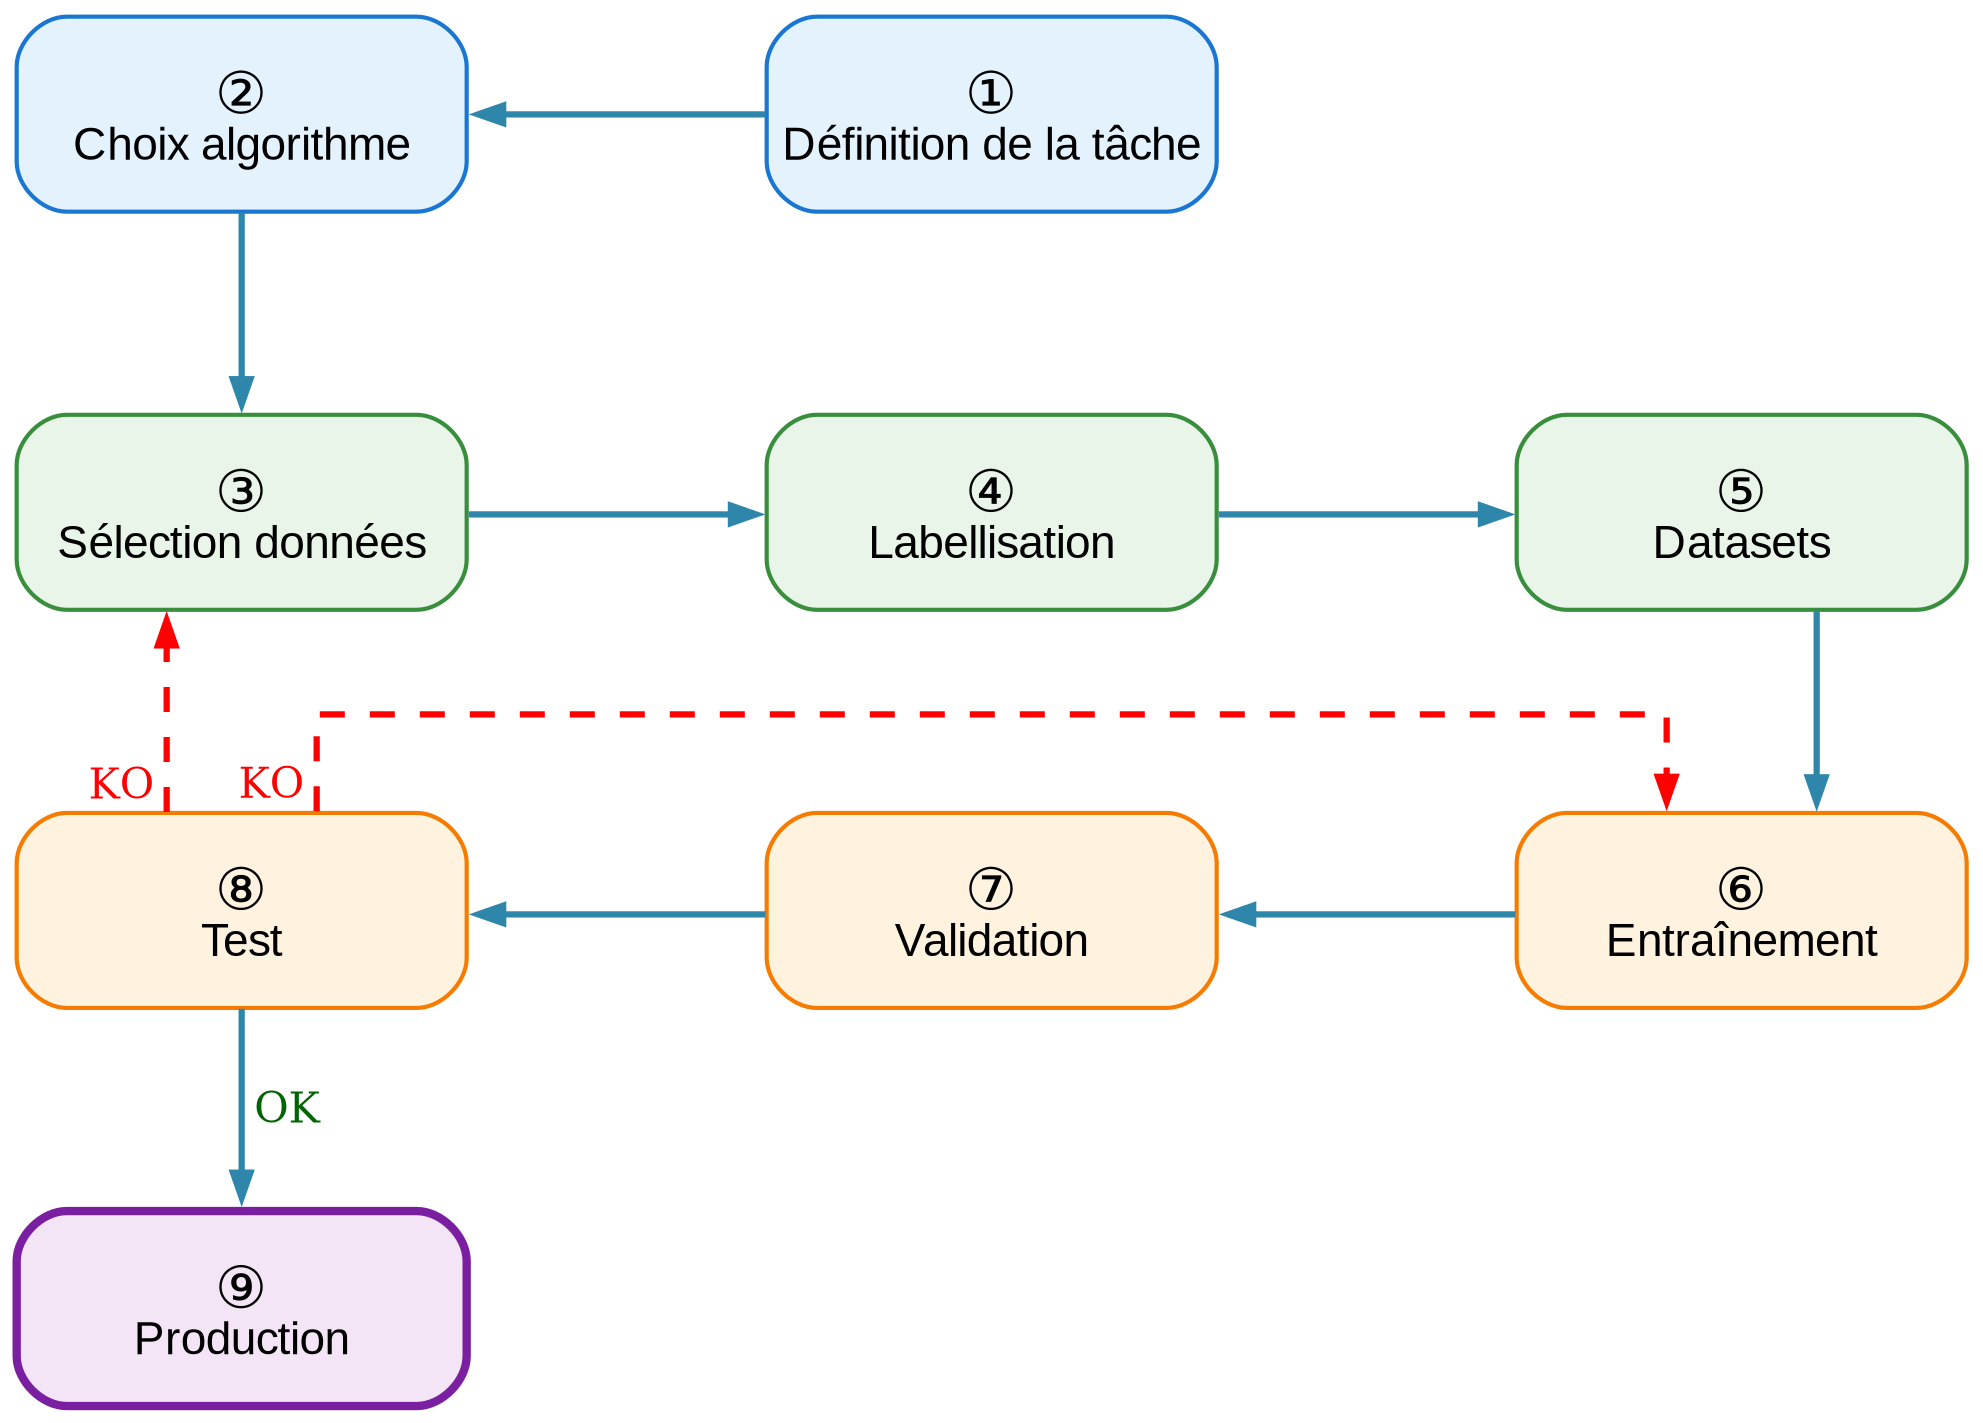 ①
Définition de la tâche
②
Choix algorithme
③
Sélection données
④
Labellisation
⑤
Datasets
⑥
Entraînement
⑦
Validation
⑧
Test
KO
KO
OK
⑨
Production